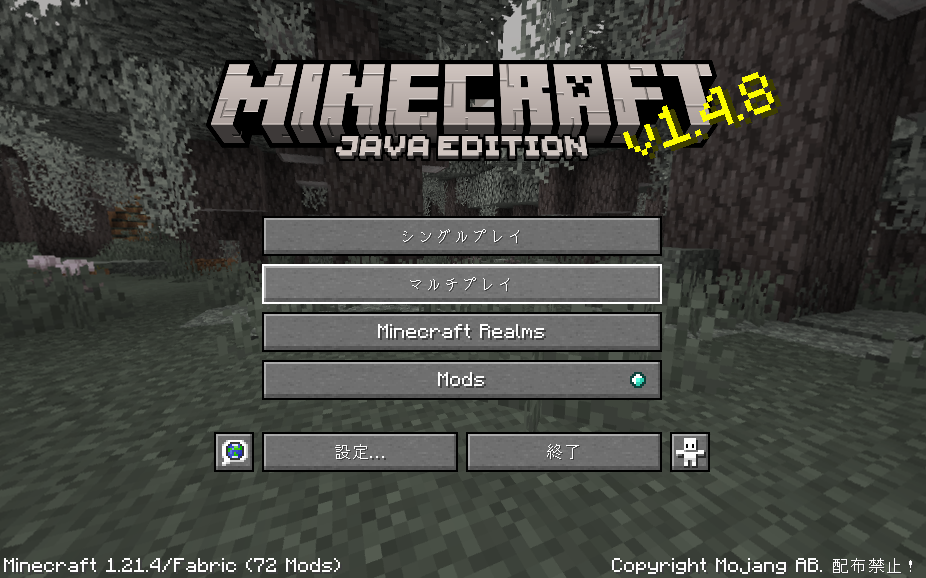 MINECRAFT
JAVA EDITION
v1.4.8
シングルプレイ
マルチプレイ
Minecraft Realms
Mods
設定...
終了
Minecraft 1.21.4/Fabric (72 Mods)
Copyright Mojang AB. 配布禁止！